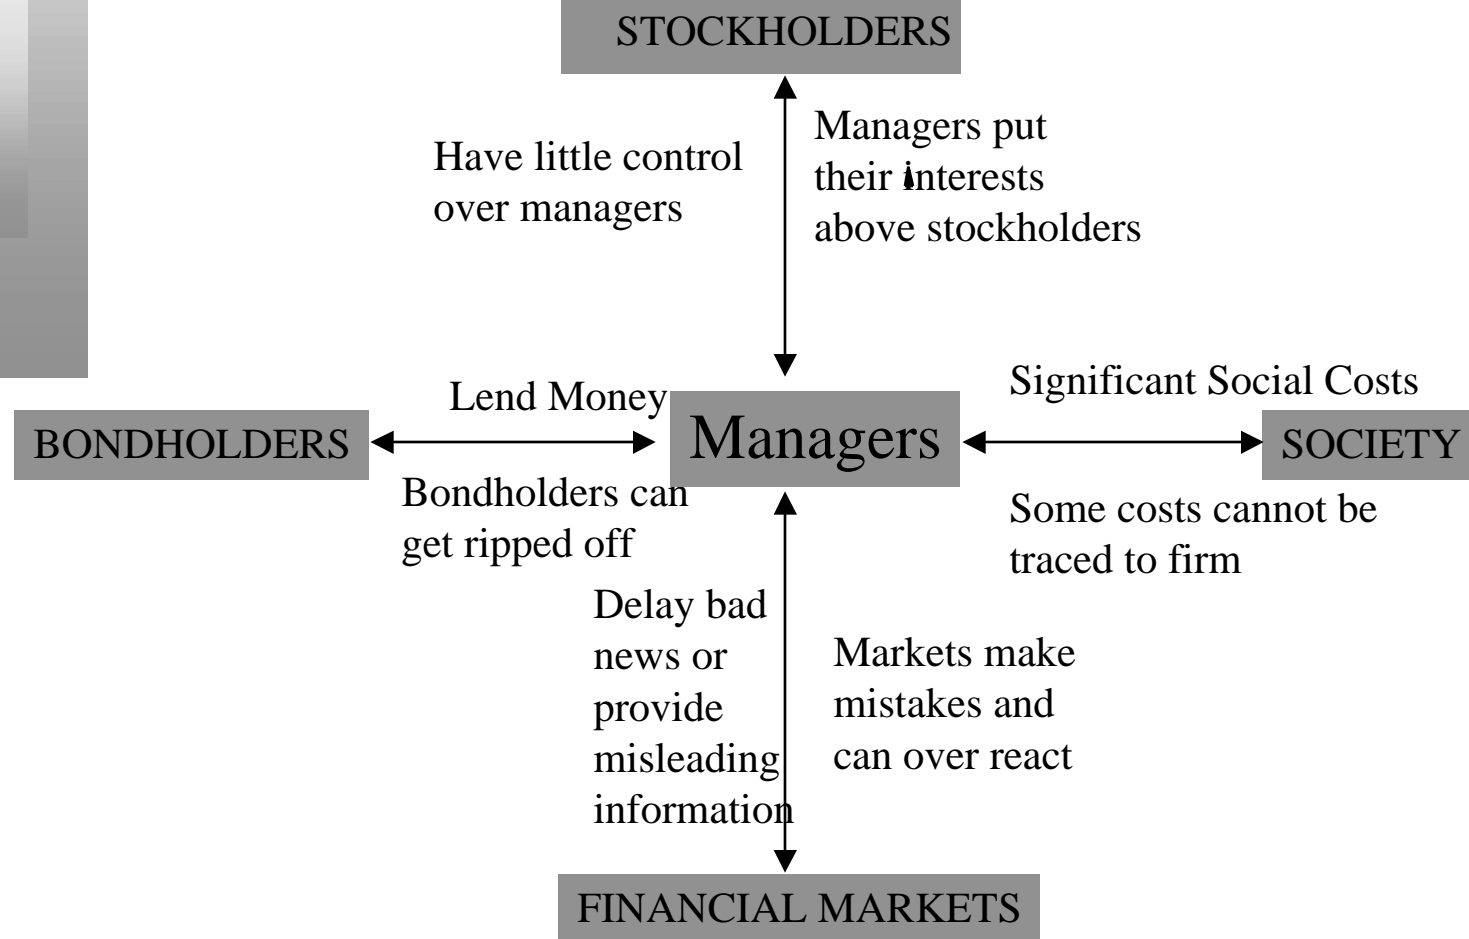 STOCKHOLDERS
Have little control
over managers
Managers put
their interests
above stockholders
Lend Money
BONDHOLDERS
Bondholders can
get ripped off
Managers
Significant Social Costs
SOCIETY
Some costs cannot be
traced to firm
Delay bad
news or
provide
misleading
information
Markets make
mistakes and
can over react
FINANCIAL MARKETS